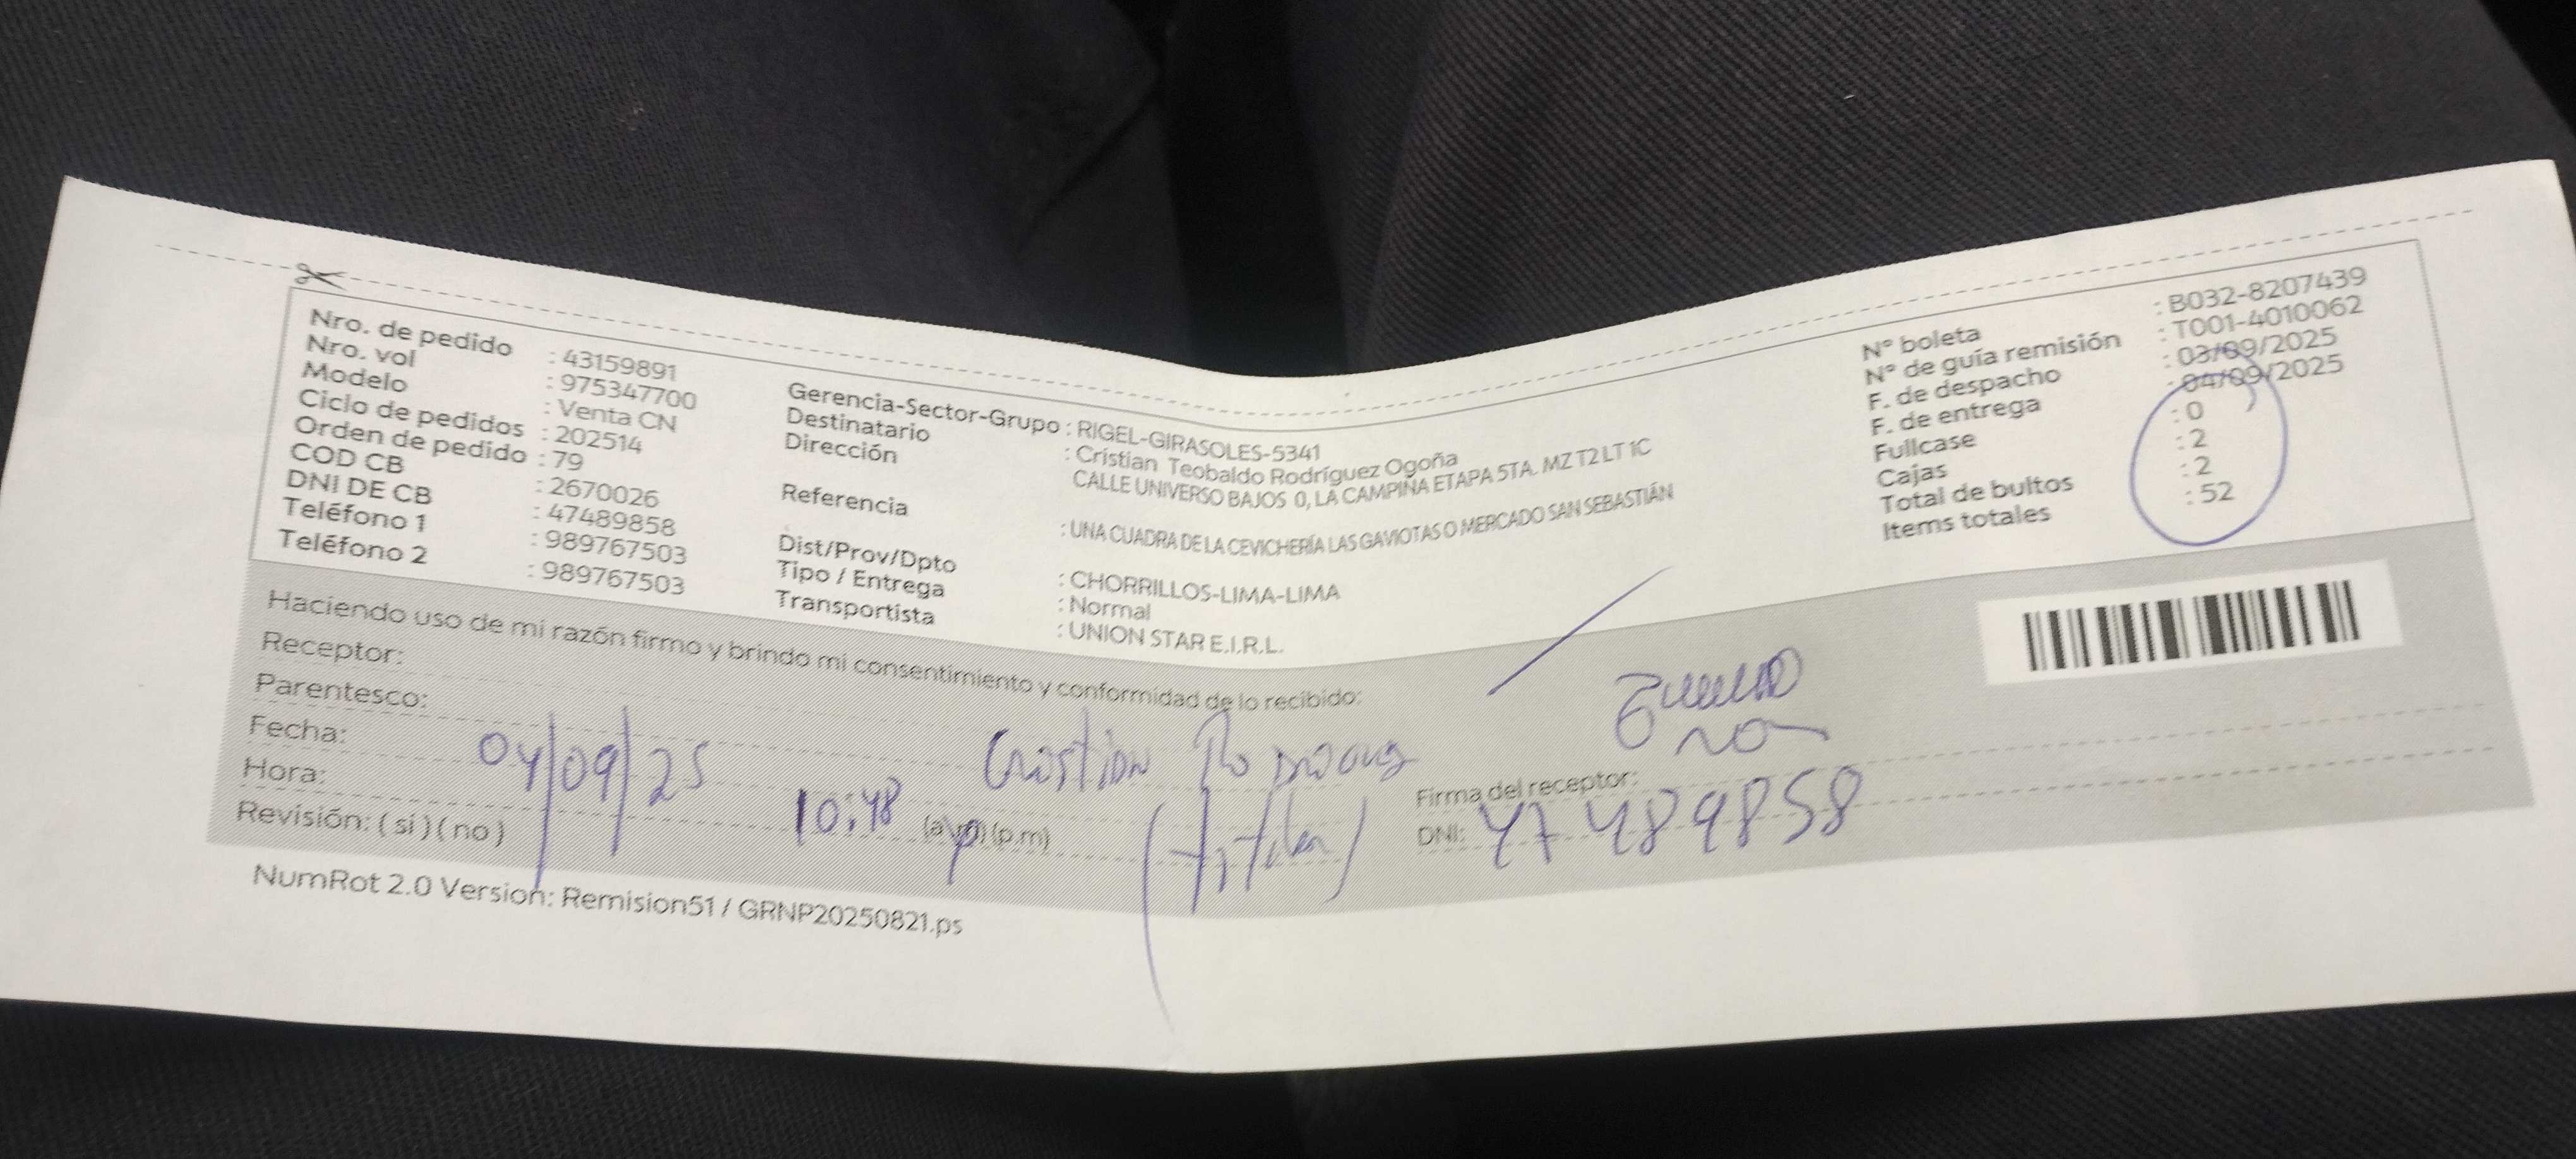 Nro. de pedido : 43159891
Nro. vol : 975347700
Modelo : Venta CN
Ciclo de pedidos : 202514
Orden de pedido : 79
COD CB : 2670026
DNI DE CB : 47489858
Teléfono 1 : 989767503
Teléfono 2 : 989767503
Gerencia-Sector-Grupo : RIGEL-GIRASOLES-5341
Destinatario : Cristian Teobaldo Rodríguez Ogoña
Dirección CALLE UNIVERSO BAJOS 0, LA CAMPIÑA ETAPA 5TA. MZ T2 LT 1C
Referencia : UNA CUADRA DE LA CEVICHERÍA LAS GAVIOTAS O MERCADO SAN SEBASTIÁN
Dist/Prov/Dpto : CHORRILLOS-LIMA-LIMA
Tipo / Entrega : Normal
Transportista : UNION STAR E.I.R.L.
N° boleta : B032-8207439
N° de guía remisión : T001-4010062
F. de despacho : 03/09/2025
F. de entrega : 04/09/2025
Fullcase : 0
Cajas : 2
Total de bultos : 2
Items totales : 52
Haciendo uso de mi razón firmo y brindo mi consentimiento y conformidad de lo recibido:
Receptor: Cristian
Parentesco: (titular)
Fecha: 04/09/25
Hora: 10:48 (a.m) (p.m)
Revisión: ( si ) ( no )
Firma del receptor:
DNI: 47489858
NumRot 2.0 Version: Remision51 / GRNP20250821.ps